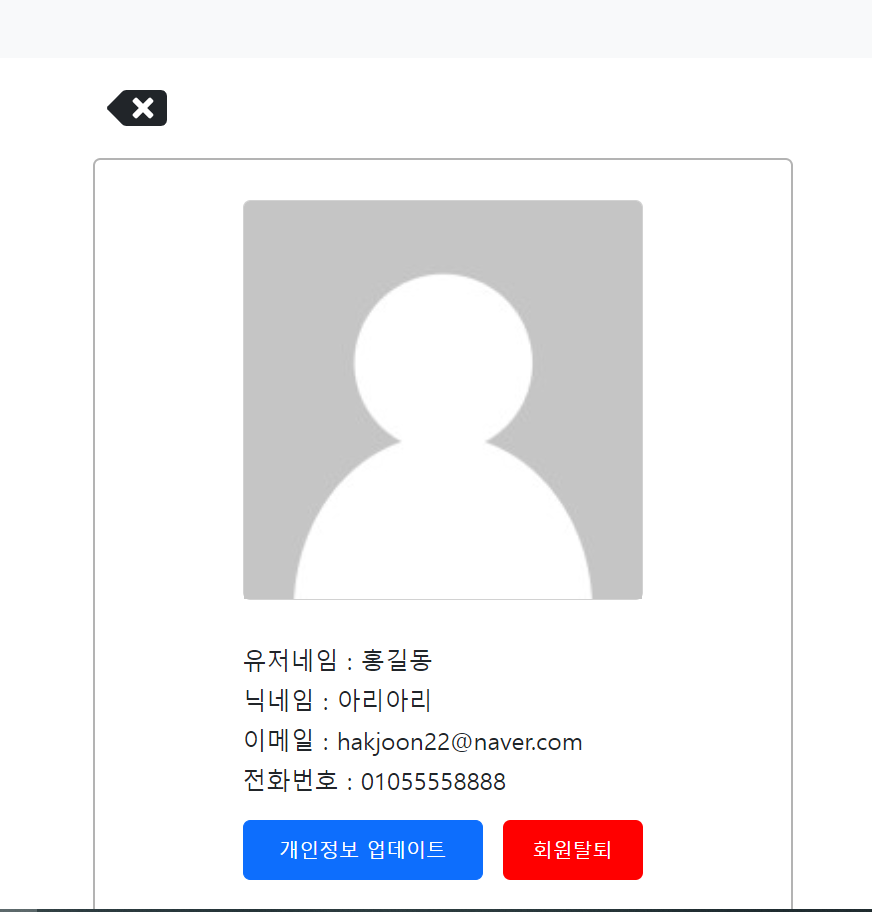 유저네임 : 홍길동
닉네임 : 아리아리
이메일 : hakjoon22@naver.com
전화번호 : 01055558888
개인정보 업데이트 회원탈퇴